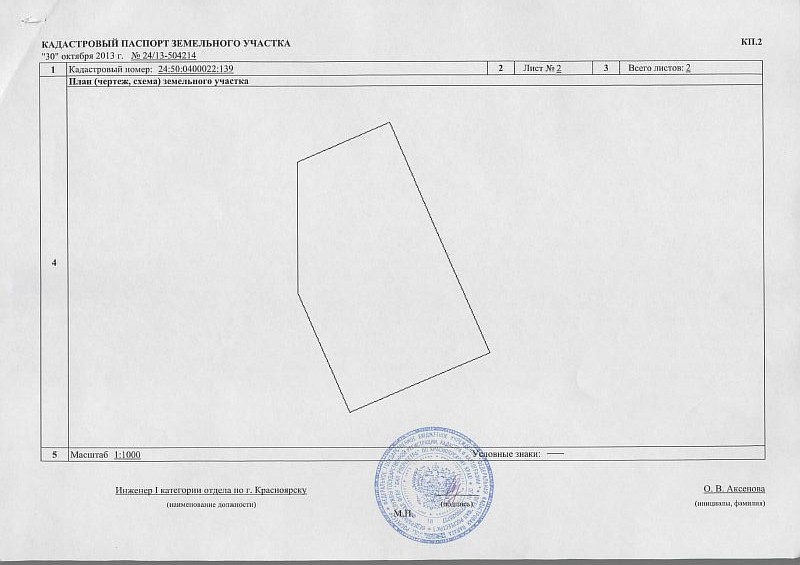 КАДАСТРОВЫЙ ПАСПОРТ ЗЕМЕЛЬНОГО УЧАСТКА
КП.2
"30" октября 2013 г. № 24/13-504214
1 Кадастровый номер: 24:50:0400022:139 2 Лист № 2 3 Всего листов: 2
План (чертеж, схема) земельного участка
4
5 Масштаб 1:1000 Условные знаки:
Инженер I категории отдела по г. Красноярску О. В. Аксенова
(наименование должности) (подпись) (инициалы, фамилия)
М.П.